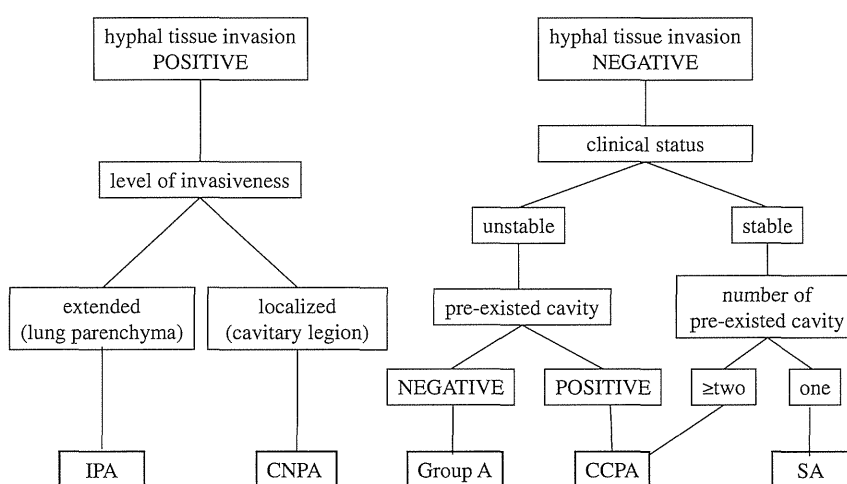 hyphal tissue invasion
POSITIVE
hyphal tissue invasion
NEGATIVE
clinical status
level of invasiveness
unstable
stable
extended
(lung parenchyma)
localized
(cavitary legion)
pre-existed cavity
number of
pre-existed cavity
NEGATIVE
POSITIVE
≥two
one
IPA
CNPA
Group A
CCPA
SA